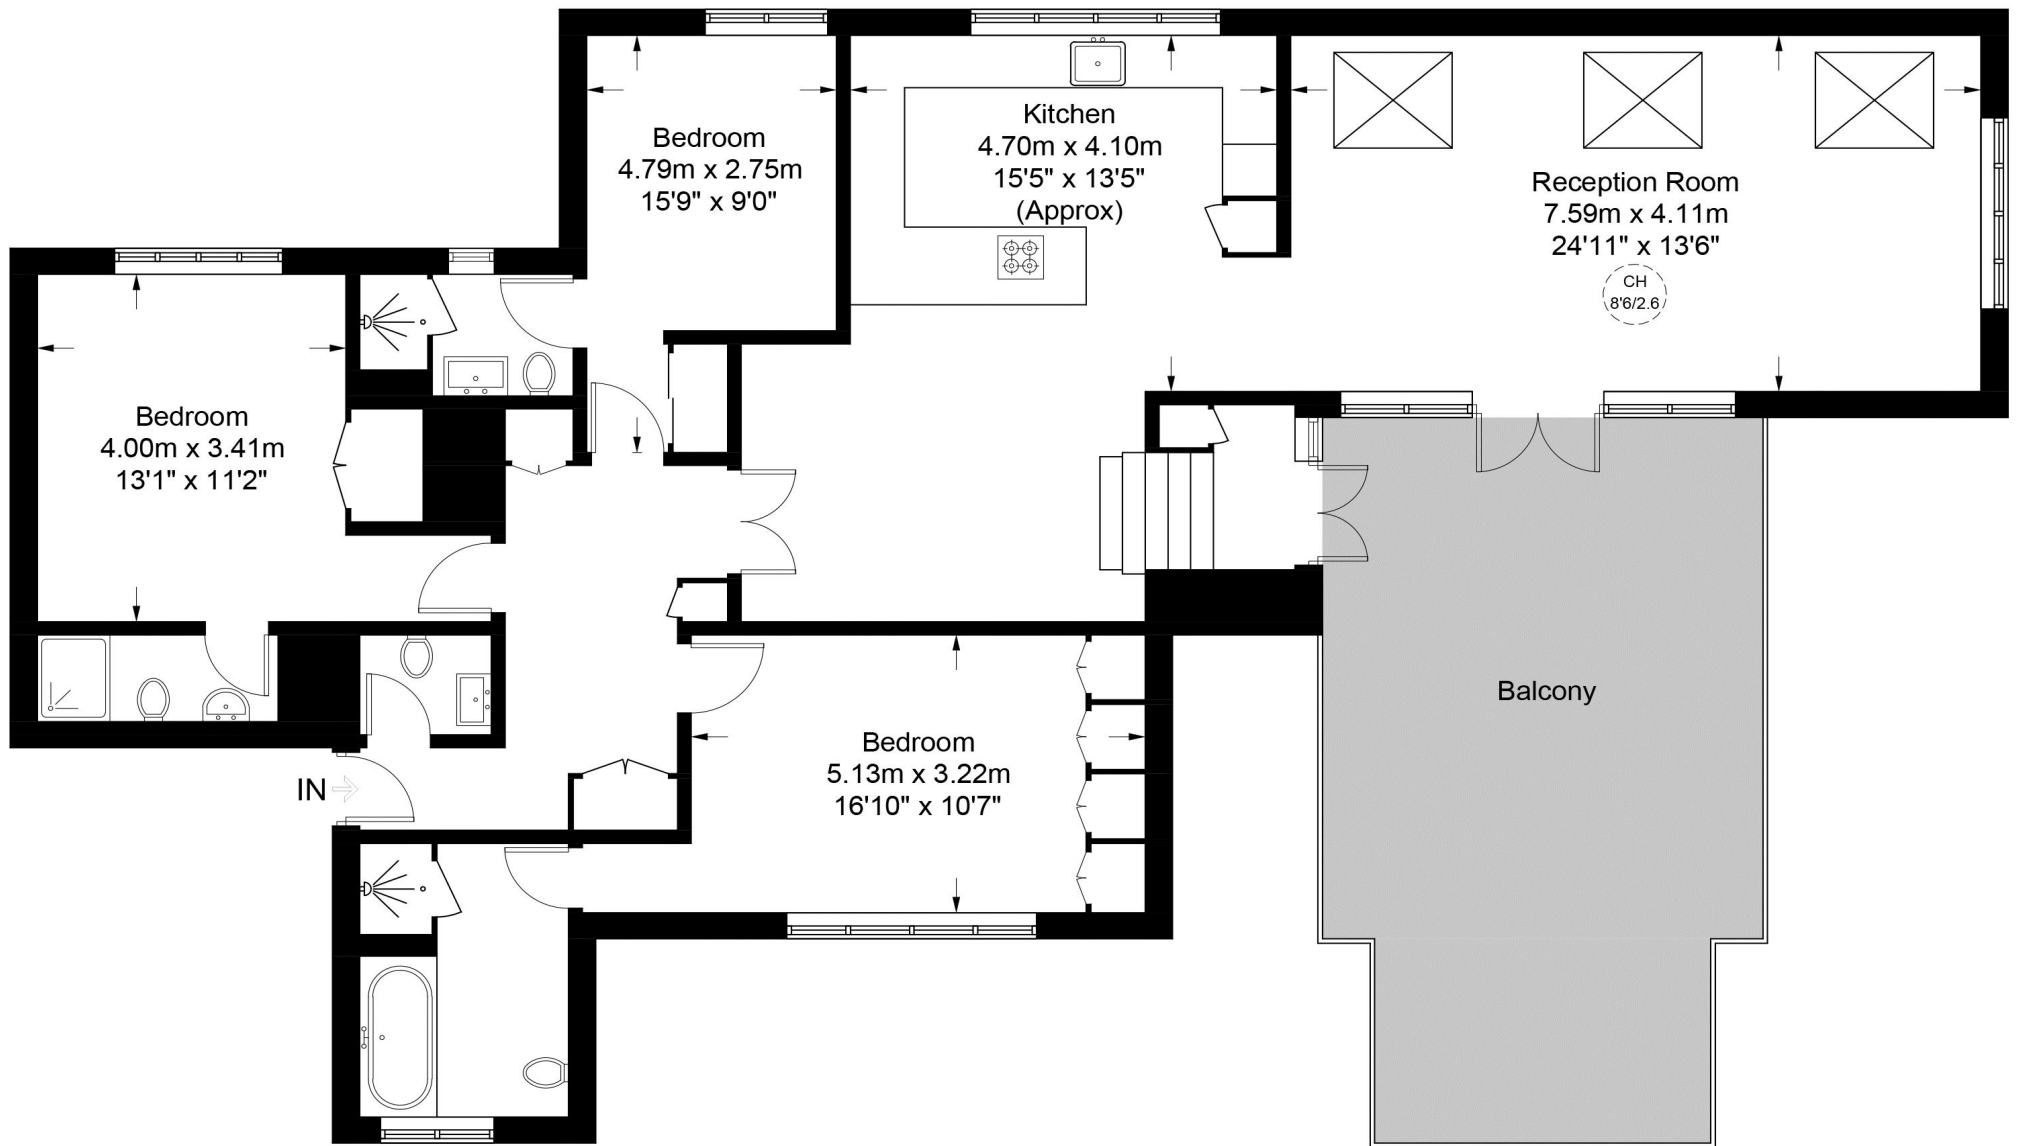 Bedroom
4.79m x 2.75m
15'9" x 9'0"
Kitchen
4.70m x 4.10m
15'5" x 13'5"
(Approx)
Reception Room
7.59m x 4.11m
24'11" x 13'6"
CH
8'6/2.6
Bedroom
4.00m x 3.41m
13'1" x 11'2"
Balcony
Bedroom
5.13m x 3.22m
16'10" x 10'7"
IN